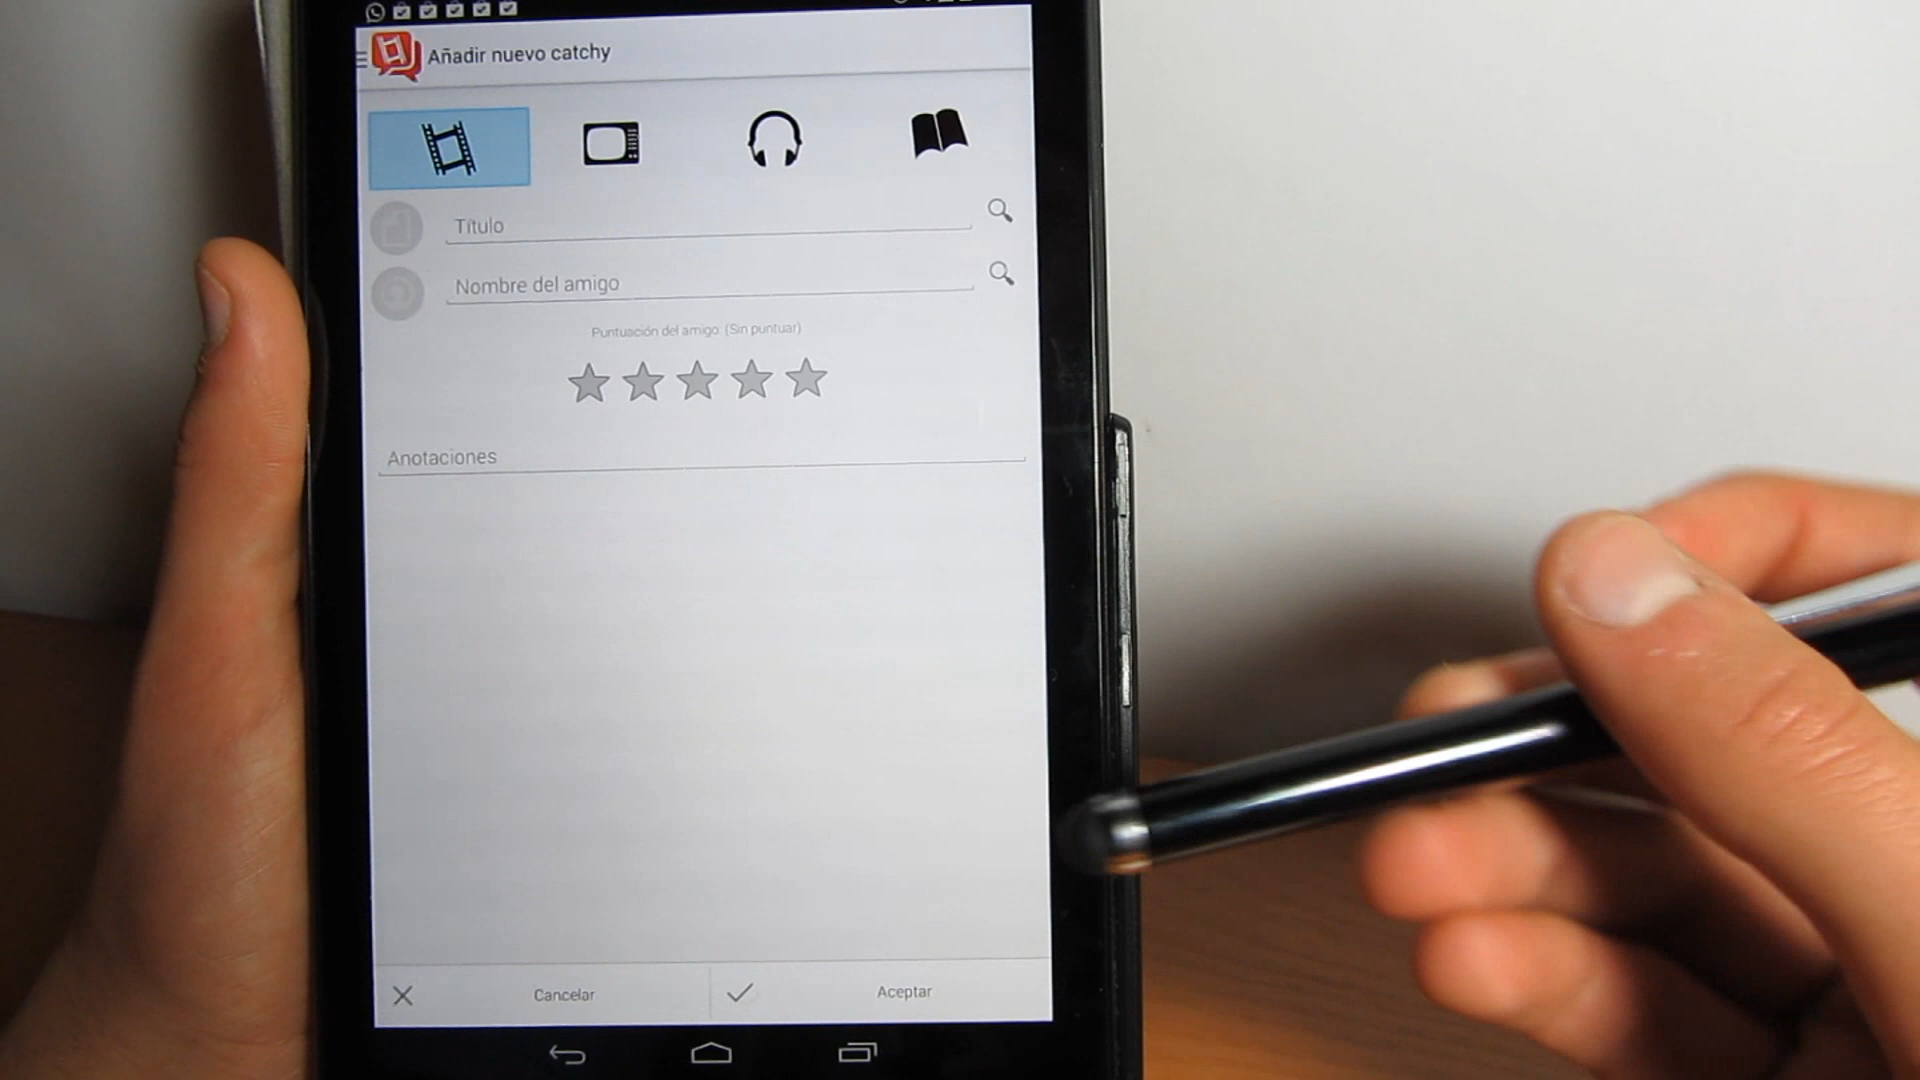 Añadir nuevo catchy
Título
Nombre del amigo
Puntuación del amigo: (Sin puntuar)
Anotaciones
Cancelar
Aceptar